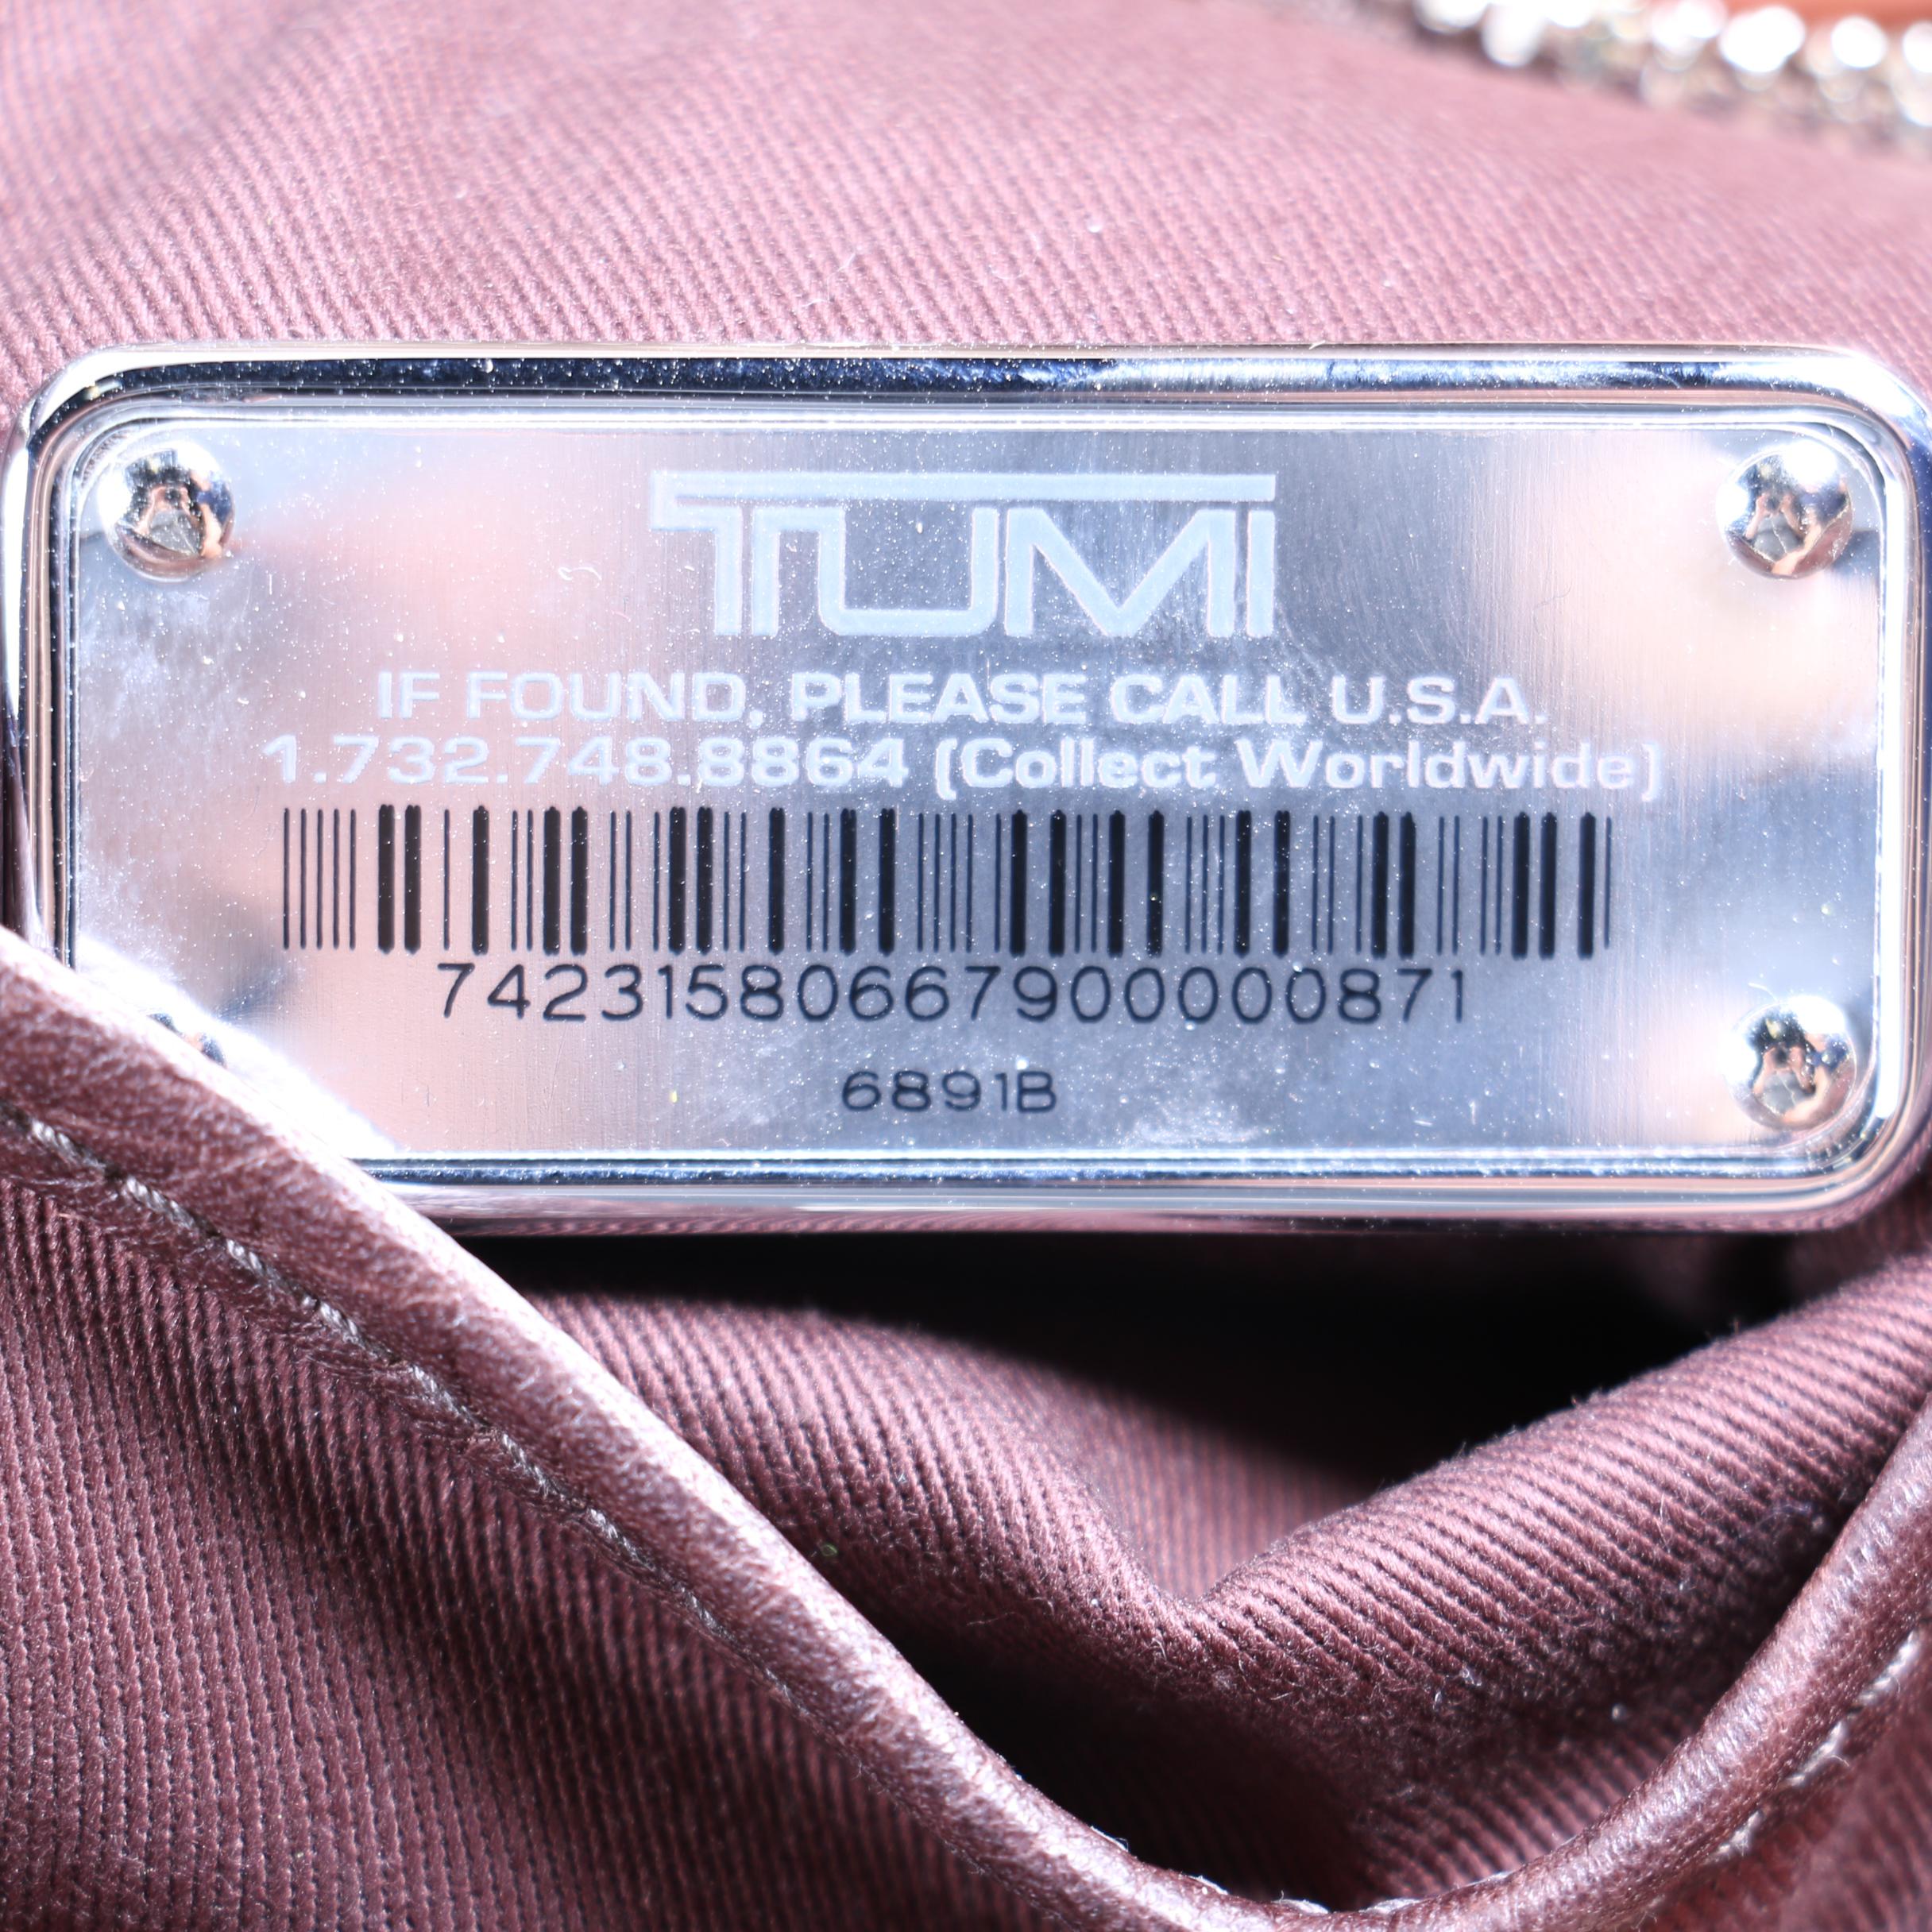 TUMI
IF FOUND, PLEASE CALL U.S.A.
1.732.748.8864 (Collect Worldwide)
74231580667900000871
6891B